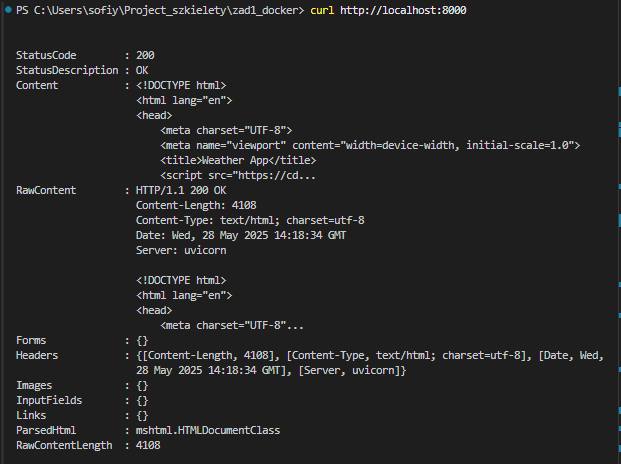 PS C:\Users\sofiy\Project_szkielety\zad1_docker> curl http://localhost:8000
StatusCode        : 200
StatusDescription : OK
Content           : <!DOCTYPE html>
                    <html lang="en">
                    <head>
                        <meta charset="UTF-8">
                        <meta name="viewport" content="width=device-width, initial-scale=1.0">
                        <title>Weather App</title>
                        <script src="https://cd...
RawContent        : HTTP/1.1 200 OK
                    Content-Length: 4108
                    Content-Type: text/html; charset=utf-8
                    Date: Wed, 28 May 2025 14:18:34 GMT
                    Server: uvicorn

                    <!DOCTYPE html>
                    <html lang="en">
                    <head>
                        <meta charset="UTF-8"...
Forms             : {}
Headers           : {[Content-Length, 4108], [Content-Type, text/html; charset=utf-8], [Date, Wed,
                    28 May 2025 14:18:34 GMT], [Server, uvicorn]}
Images            : {}
InputFields       : {}
Links             : {}
ParsedHtml        : mshtml.HTMLDocumentClass
RawContentLength  : 4108